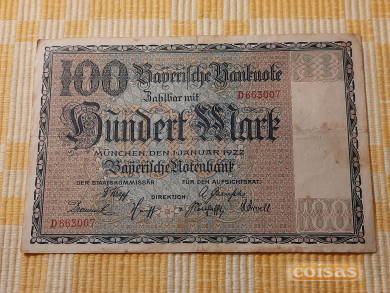 100 Bayerische Banknote
Zahlbar mit
D663007
Hundert Mark
MÜNCHEN, DEN 1. JANUAR 1922
Bayerische Notenbank
DER STAATSKOMMISSÄR FÜR DEN AUFSICHTSRAT:
DIREKTION
D663007
100
coisas